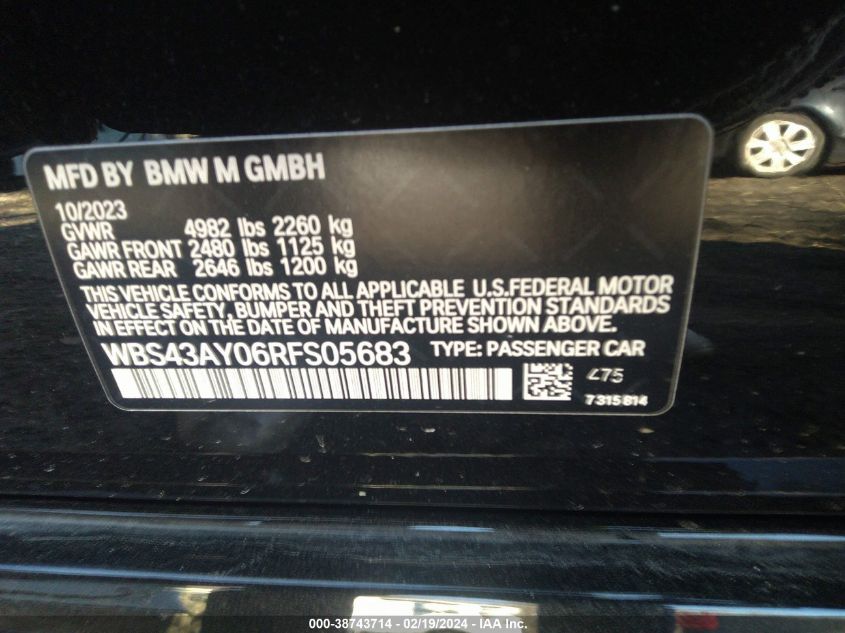 MFD BY BMW M GMBH
10/2023
GVWR 4982 lbs 2260 kg
GAWR FRONT 2480 lbs 1125 kg
GAWR REAR 2646 lbs 1200 kg
THIS VEHICLE CONFORMS TO ALL APPLICABLE U.S.FEDERAL MOTOR
VEHICLE SAFETY, BUMPER AND THEFT PREVENTION STANDARDS
IN EFFECT ON THE DATE OF MANUFACTURE SHOWN ABOVE.
WBS43AY06RFS05683 TYPE: PASSENGER CAR
475
7315814
000-38743714 - 02/19/2024 - IAA Inc.